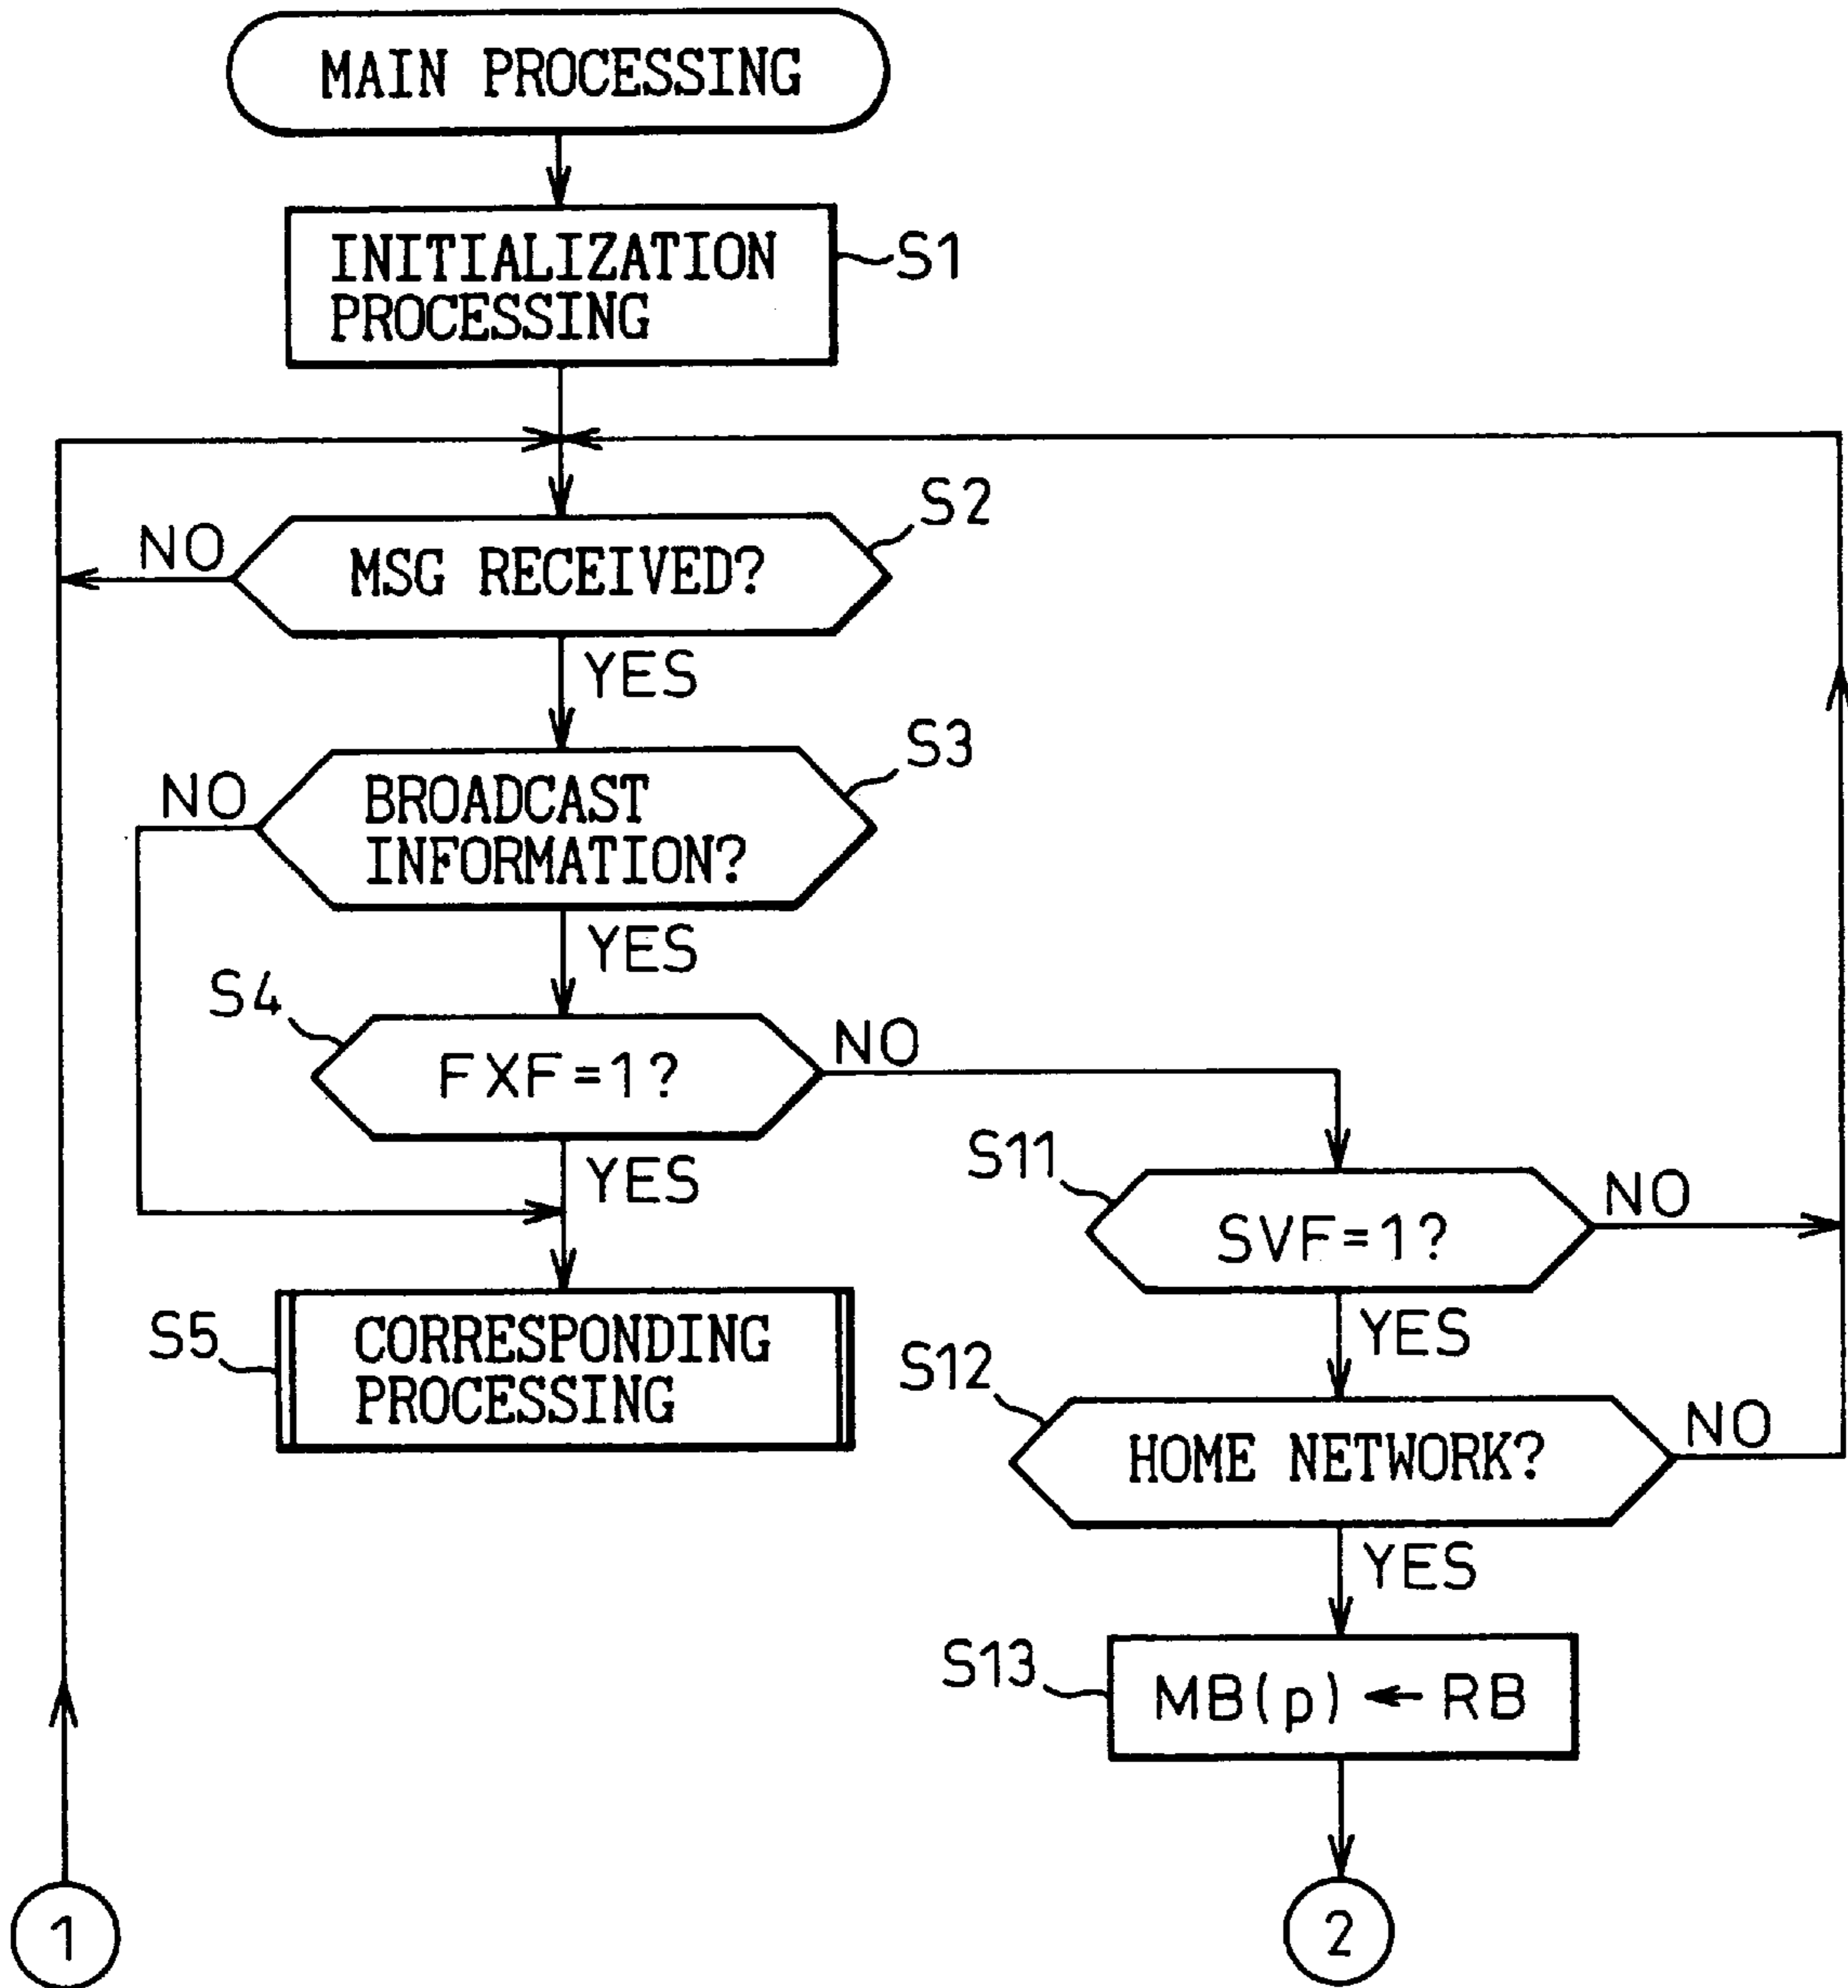 MAIN PROCESSING
INITIALIZATION
PROCESSING
S1
S2
NO
MSG RECEIVED?
YES
S3
NO
BROADCAST
INFORMATION?
YES
S4
NO
FXF=1?
YES
S11
NO
SVF=1?
YES
S5
CORRESPONDING
PROCESSING
S12
NO
HOME NETWORK?
YES
S13
MB(p) ← RB
1
2